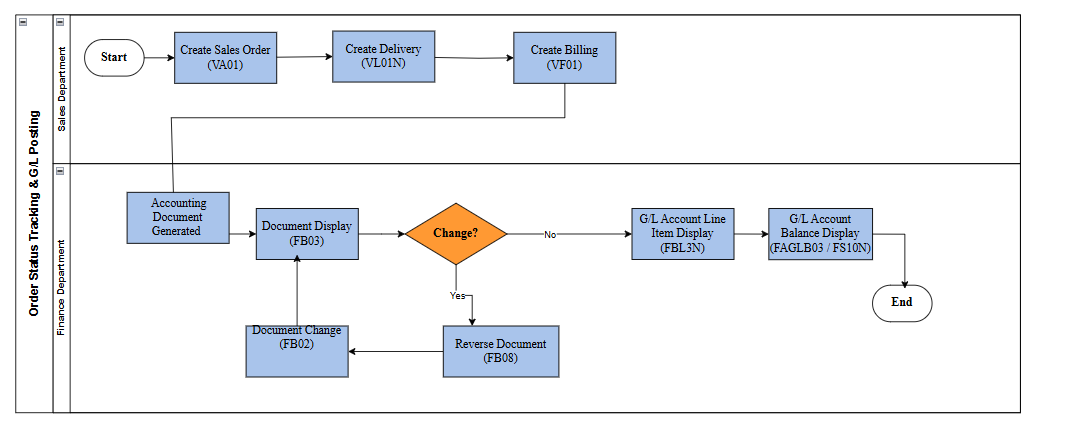 Order Status Tracking & G/L Posting
Sales Department
Start
Create Sales Order
(VA01)
Create Delivery
(VL01N)
Create Billing
(VF01)
Finance Department
Accounting
Document
Generated
Document Display
(FB03)
Change?
No
G/L Account Line
Item Display
(FBL3N)
G/L Account
Balance Display
(FAGLB03 / FS10N)
End
Yes
Document Change
(FB02)
Reverse Document
(FB08)